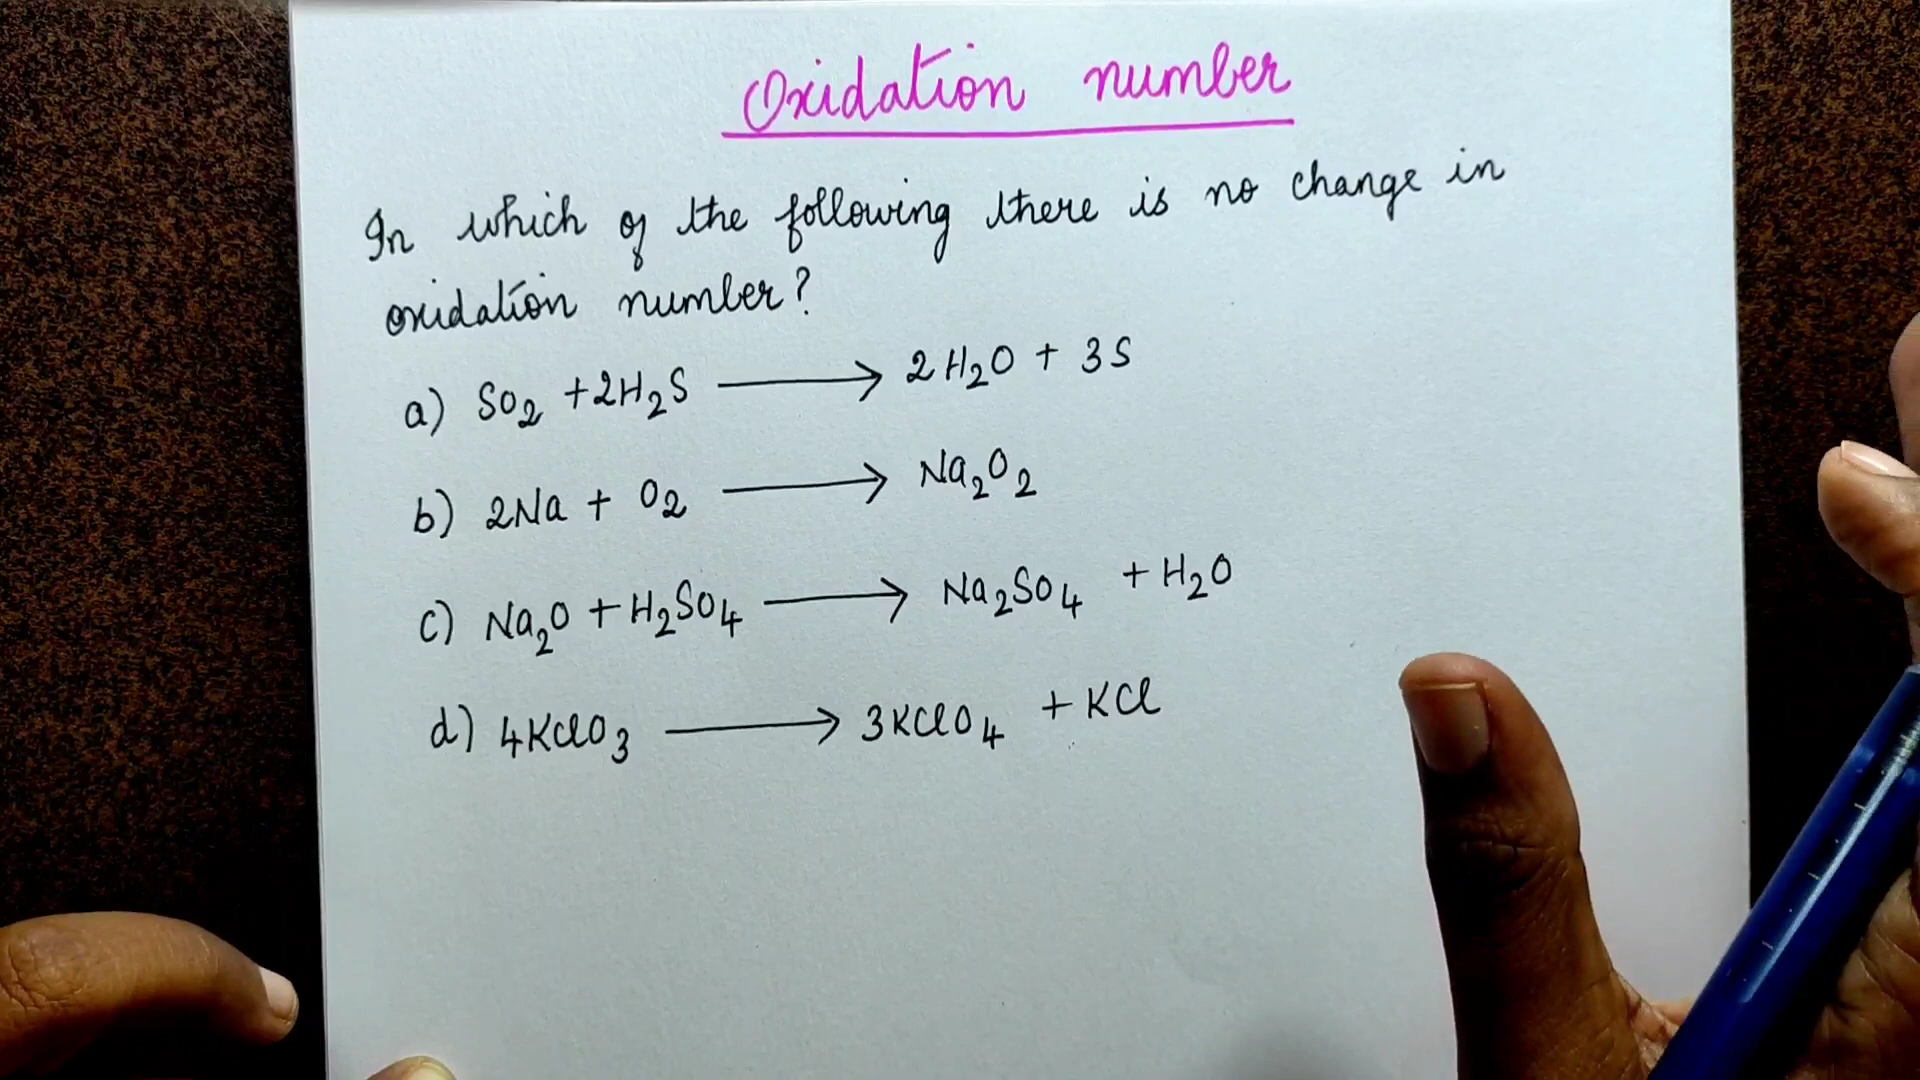 Oxidation number
In which of the following there is no change in
oxidation number?
a) SO₂ + 2H₂S ⟶ 2H₂O + 3S
b) 2Na + O₂ ⟶ Na₂O₂
c) Na₂O + H₂SO₄ ⟶ Na₂SO₄ + H₂O
d) 4KClO₃ ⟶ 3KClO₄ + KCl